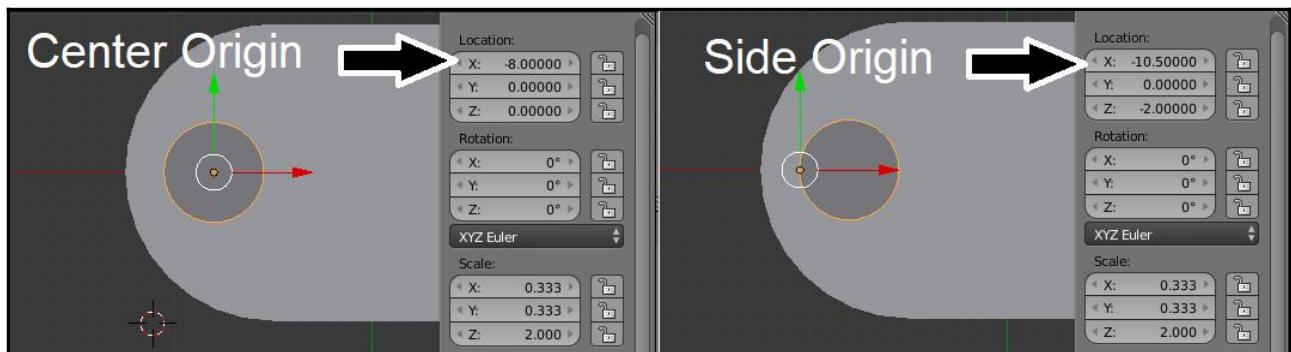 Center Origin
Location:
X: -8.00000
Y: 0.00000
Z: 0.00000
Rotation:
X: 0°
Y: 0°
Z: 0°
XYZ Euler
Scale:
X: 0.333
Y: 0.333
Z: 2.000
Side Origin
Location:
X: -10.50000
Y: 0.00000
Z: -2.00000
Rotation:
X: 0°
Y: 0°
Z: 0°
XYZ Euler
Scale:
X: 0.333
Y: 0.333
Z: 2.000